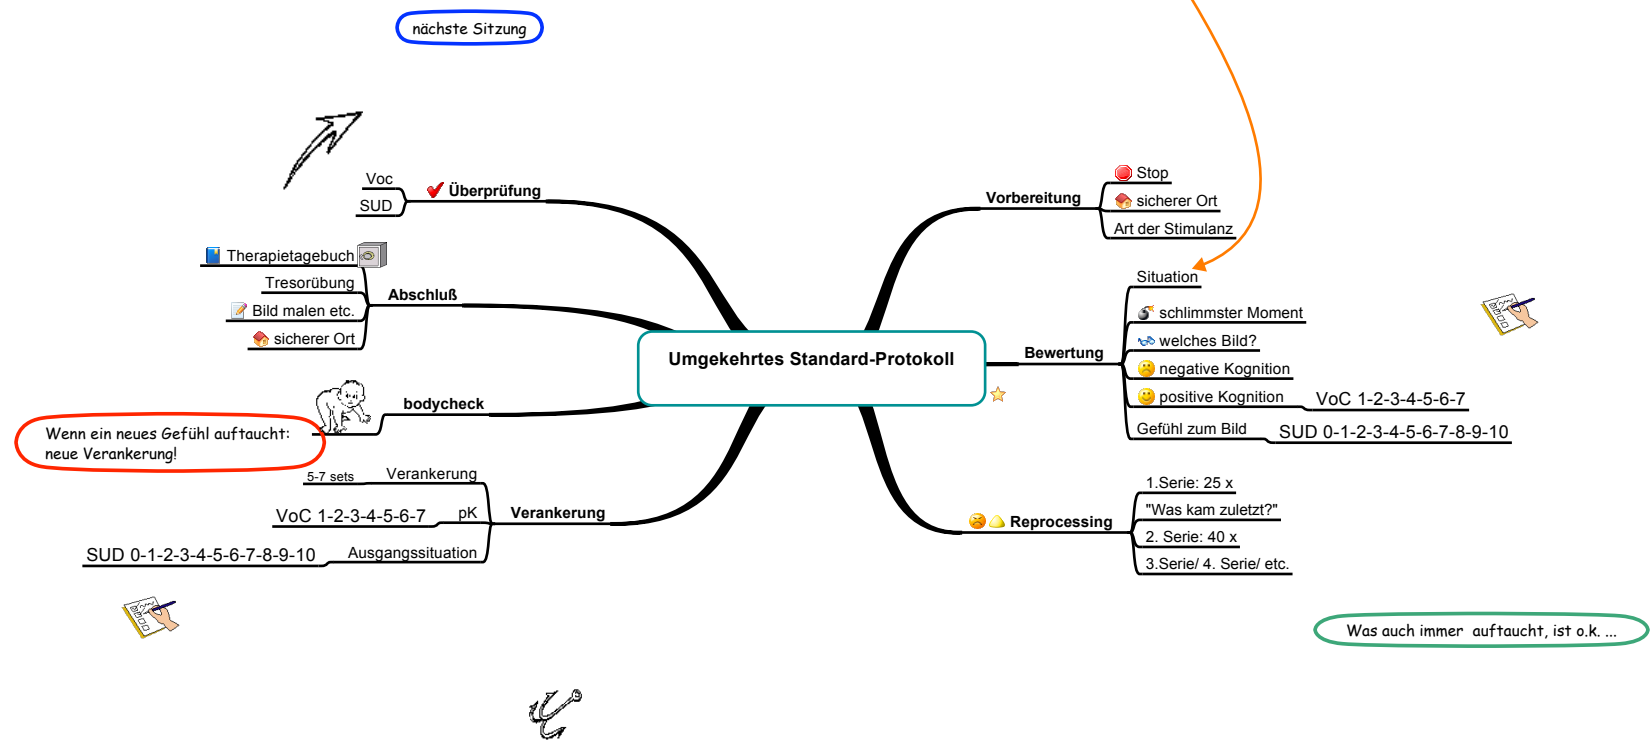 nächste Sitzung
Umgekehrtes Standard-Protokoll
Vorbereitung
Stop
sicherer Ort
Art der Stimulanz
Bewertung
Situation
schlimmster Moment
welches Bild?
negative Kognition
positive Kognition
VoC 1-2-3-4-5-6-7
Gefühl zum Bild
SUD 0-1-2-3-4-5-6-7-8-9-10
Reprocessing
1.Serie: 25 x
"Was kam zuletzt?"
2. Serie: 40 x
3.Serie/ 4. Serie/ etc.
Was auch immer auftaucht, ist o.k. ...
Verankerung
Verankerung
5-7 sets
pK
VoC 1-2-3-4-5-6-7
Ausgangssituation
SUD 0-1-2-3-4-5-6-7-8-9-10
bodycheck
Wenn ein neues Gefühl auftaucht:
neue Verankerung!
Abschluß
Therapietagebuch
Tresorübung
Bild malen etc.
sicherer Ort
Überprüfung
Voc
SUD